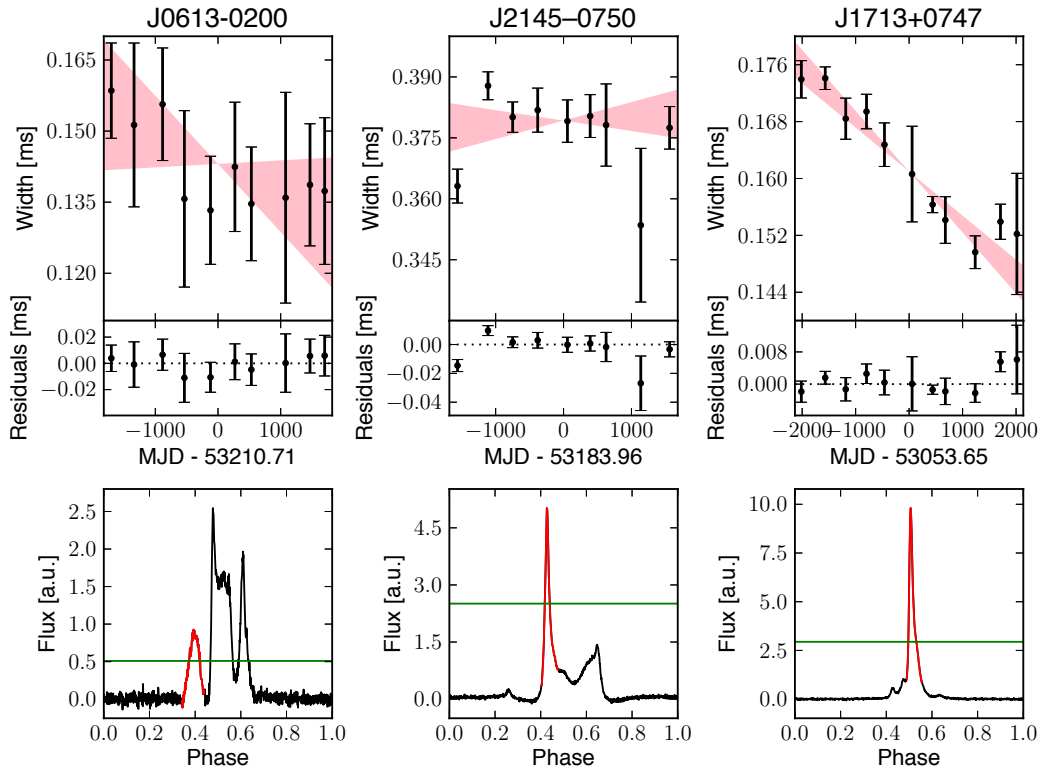 J0613-0200 J2145–0750 J1713+0747
Width [ms] 0.165 0.150 0.135 0.120
Width [ms] 0.390 0.375 0.360 0.345
Width [ms] 0.176 0.168 0.160 0.152 0.144
Residuals [ms] 0.02 0.00 −0.02
Residuals [ms] 0.00 −0.02 −0.04
Residuals [ms] 0.008 0.000
−1000 0 1000 −1000 0 1000 −2000 −1000 0 1000 2000
MJD - 53210.71 MJD - 53183.96 MJD - 53053.65
Flux [a.u.] 2.5 2.0 1.5 1.0 0.5 0.0
Flux [a.u.] 4.5 3.0 1.5 0.0
Flux [a.u.] 10.0 7.5 5.0 2.5 0.0
0.0 0.2 0.4 0.6 0.8 1.0 0.0 0.2 0.4 0.6 0.8 1.0 0.0 0.2 0.4 0.6 0.8 1.0
Phase Phase Phase